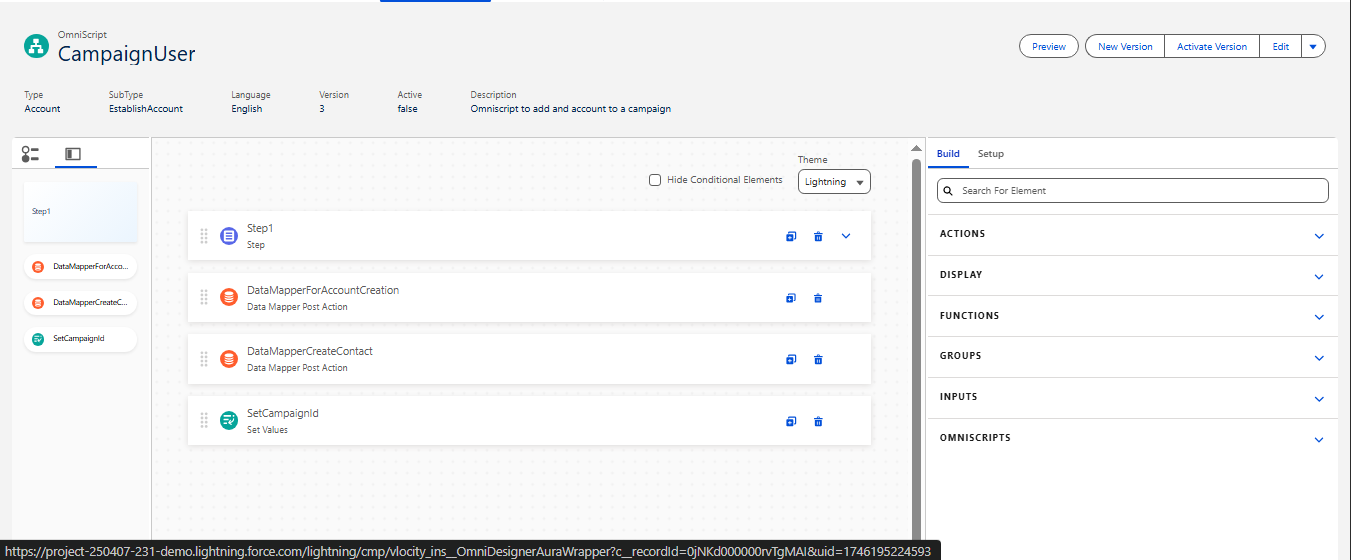 OmniScript
CampaignUser
Preview
New Version
Activate Version
Edit
Type
SubType
Language
Version
Active
Description
Account
EstablishAccount
English
3
false
Omniscript to add and account to a campaign
Step1
DataMapperForAcco...
DataMapperCreateC...
SetCampaignId
Theme
Hide Conditional Elements
Lightning
Step1
Step
DataMapperForAccountCreation
Data Mapper Post Action
DataMapperCreateContact
Data Mapper Post Action
SetCampaignId
Set Values
Build
Setup
Search For Element
ACTIONS
DISPLAY
FUNCTIONS
GROUPS
INPUTS
OMNISCRIPTS
https://project-250407-231-demo.lightning.force.com/lightning/cmp/vlocity_ins__OmniDesignerAuraWrapper?c__recordId=0jNKd000000rvTgMAI&uid=1746195224593